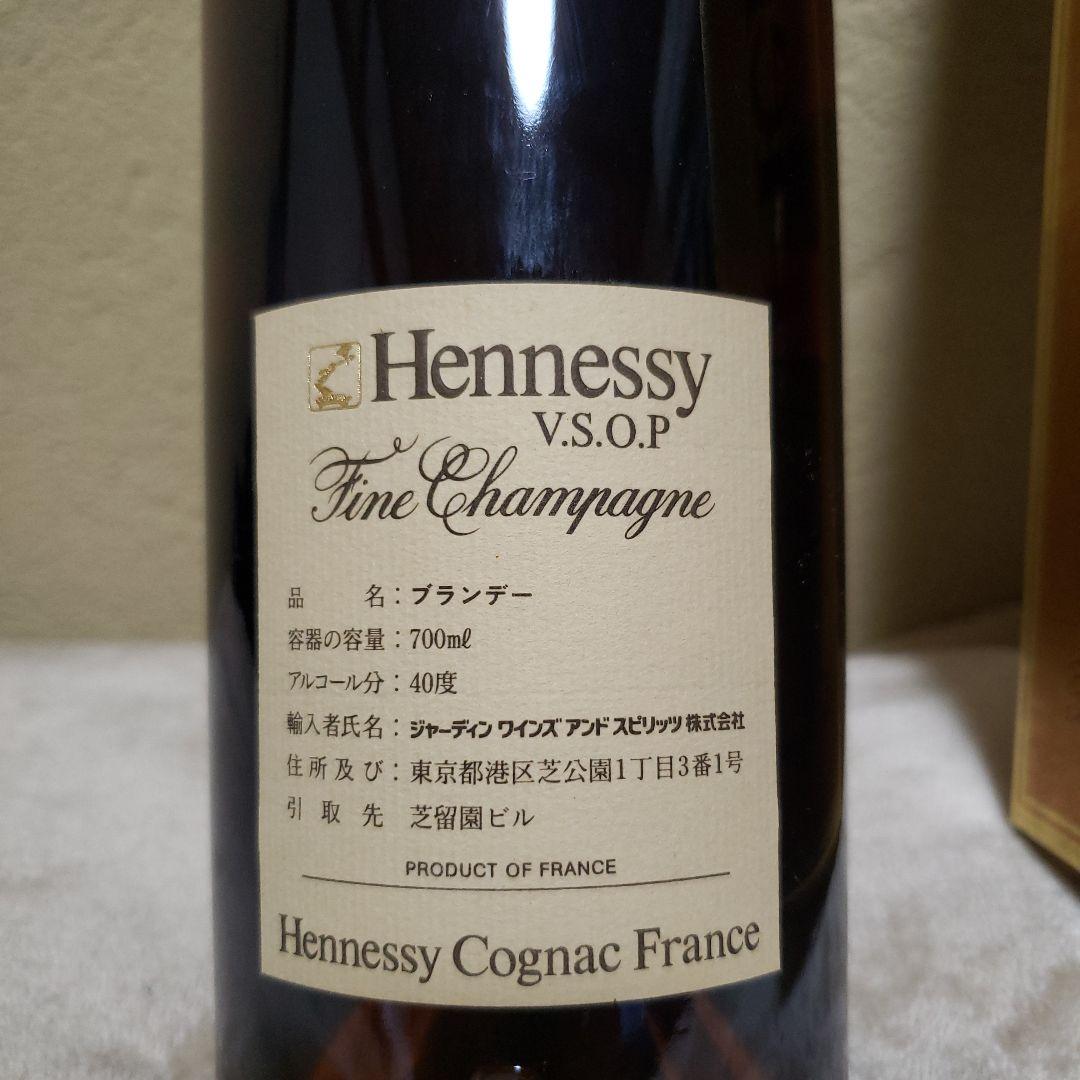 Hennessy
V.S.O.P
Fine Champagne
品名：ブランデー
容器の容量：700mℓ
アルコール分：40度
輸入者氏名：ジャーディン ワインズ アンド スピリッツ 株式会社
住所及び：東京都港区芝公園1丁目3番1号
引取先 芝留園ビル
PRODUCT OF FRANCE
Hennessy Cognac France